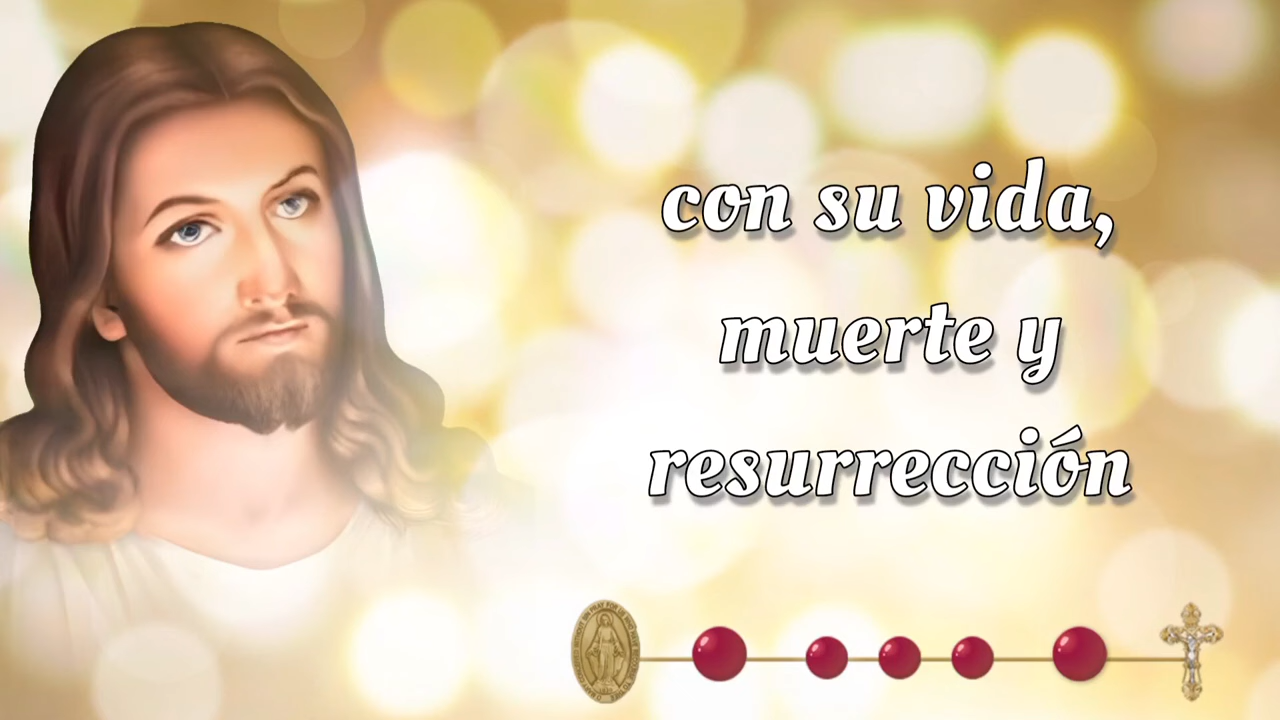 con su vida,
muerte y
resurrección